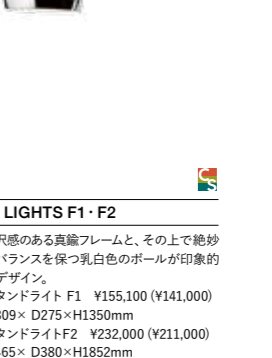 CS
LIGHTS F1・F2
沢感のある真鍮フレームと、その上で絶妙
バランスを保つ乳白色のボールが印象的
デザイン。
タンドライト F1　¥155,100 (¥141,000)
309× D275×H1350mm
タンドライトF2　¥232,000 (¥211,000)
465× D380×H1852mm